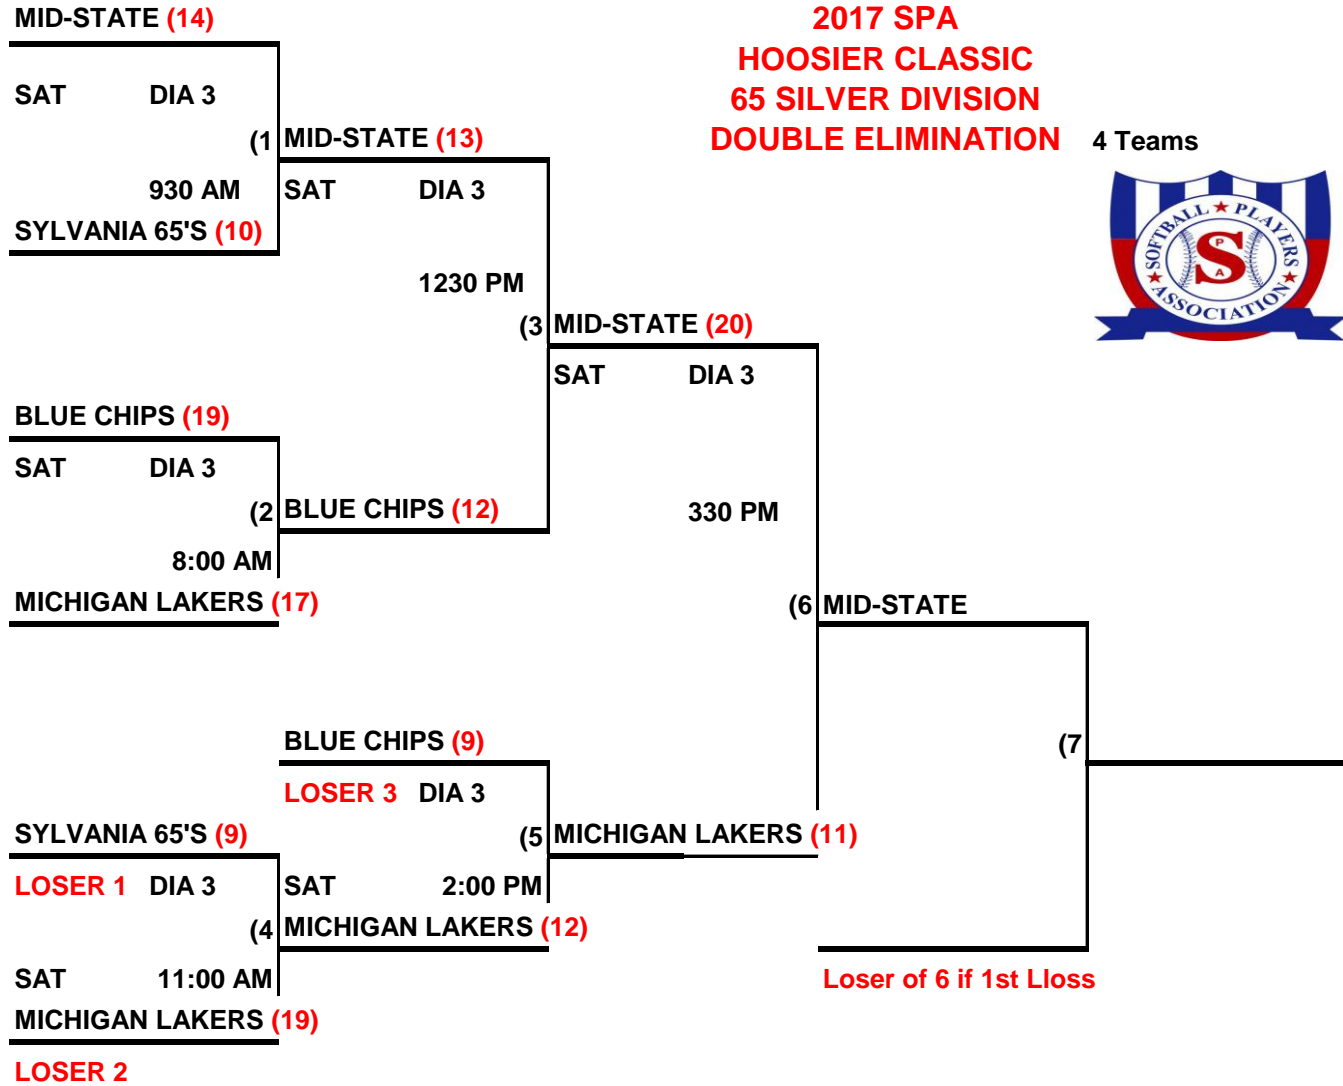 MID-STATE (14)
2017 SPA
HOOSIER CLASSIC
65 SILVER DIVISION
DOUBLE ELIMINATION 4 Teams
SAT DIA 3
(1 MID-STATE (13)
930 AM SAT DIA 3
SYLVANIA 65'S (10)
SOFTBALL ★ PLAYERS ★ ASSOCIATION ★
P
S
A
1230 PM
(3 MID-STATE (20)
SAT DIA 3
BLUE CHIPS (19)
SAT DIA 3
(2 BLUE CHIPS (12) 330 PM
8:00 AM
MICHIGAN LAKERS (17)
(6 MID-STATE
BLUE CHIPS (9)
(7
LOSER 3 DIA 3
SYLVANIA 65'S (9)
(5 MICHIGAN LAKERS (11)
LOSER 1 DIA 3 SAT 2:00 PM
(4 MICHIGAN LAKERS (12)
SAT 11:00 AM
Loser of 6 if 1st Lloss
MICHIGAN LAKERS (19)
LOSER 2